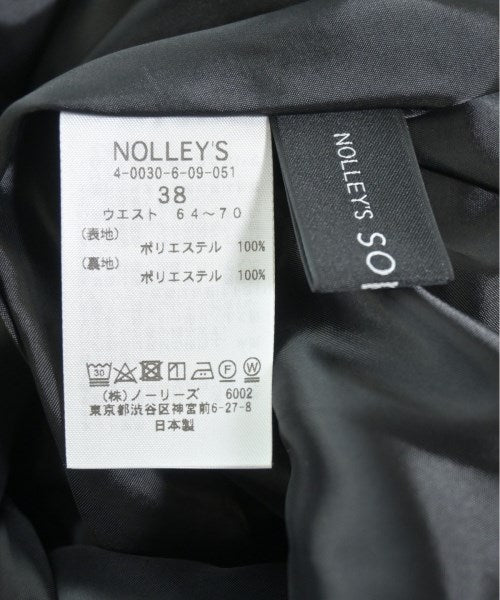 NOLLEY'S
4-0030-6-09-051
38
ウエスト 64～70
(表地)
ポリエステル 100%
(裏地)
ポリエステル 100%
30 F W
(株)ノーリーズ 6002
東京都渋谷区神宮前6-27-8
日本製
NOLLEY'S